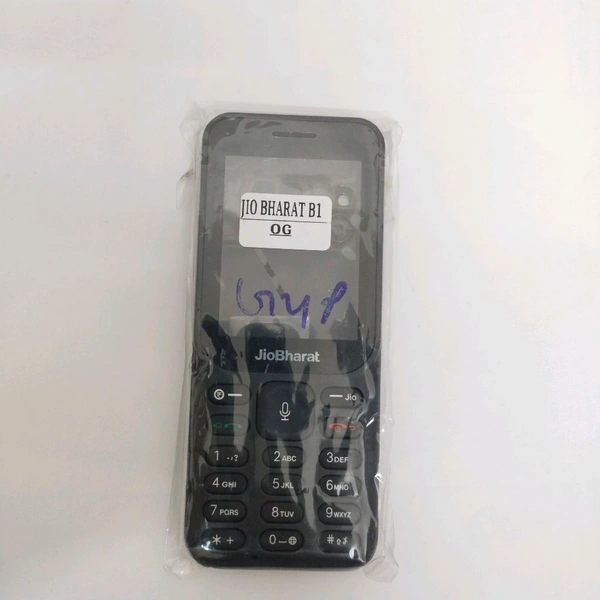 JIO BHARAT B1
OG
JioBharat
Jio
1 .,?
2 ABC
3 DEF
4 GHI
5 JKL
6 MNO
7 PQRS
8 TUV
9 WXYZ
* +
0
#